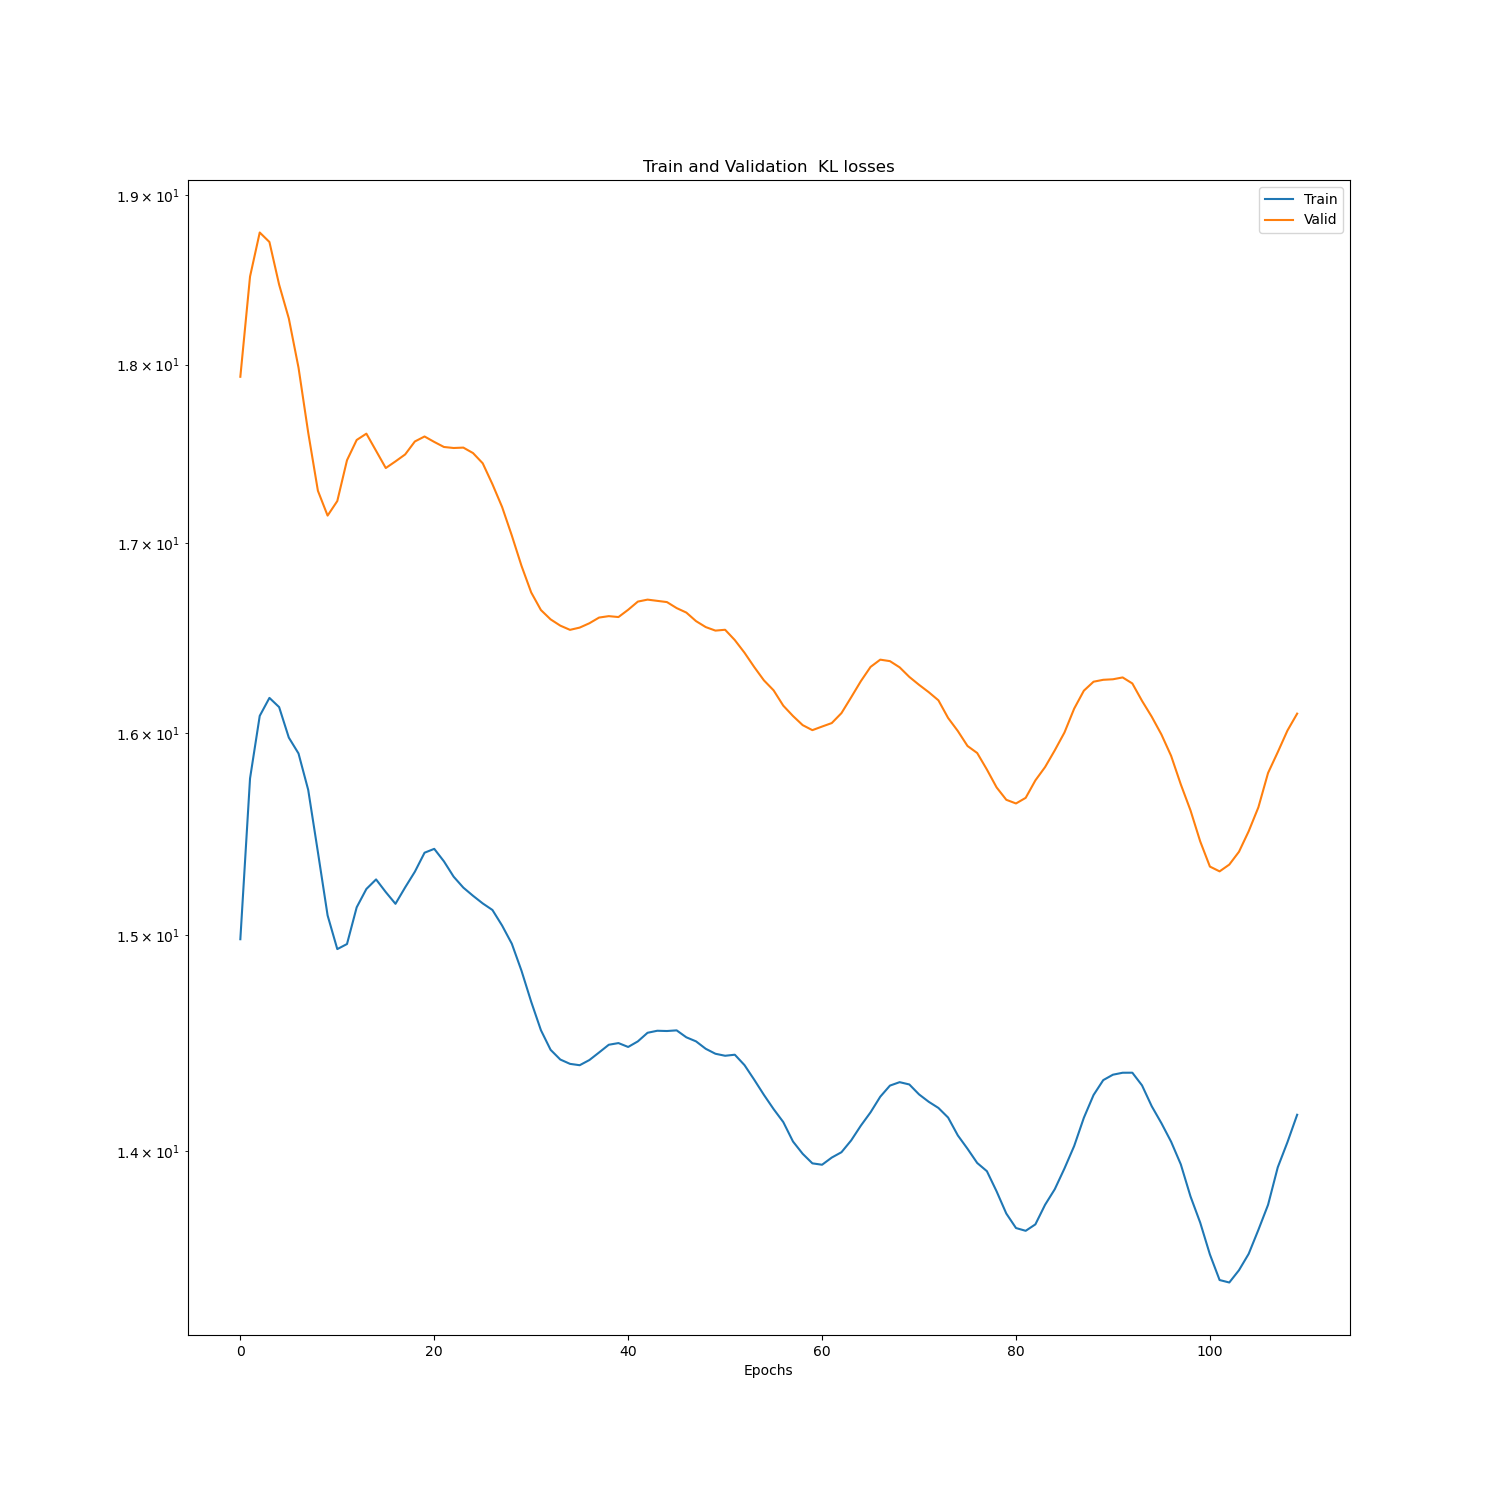 Train and Validation  KL losses
Train
Valid
1.9 × 10¹
1.8 × 10¹
1.7 × 10¹
1.6 × 10¹
1.5 × 10¹
1.4 × 10¹
0 20 40 60 80 100
Epochs